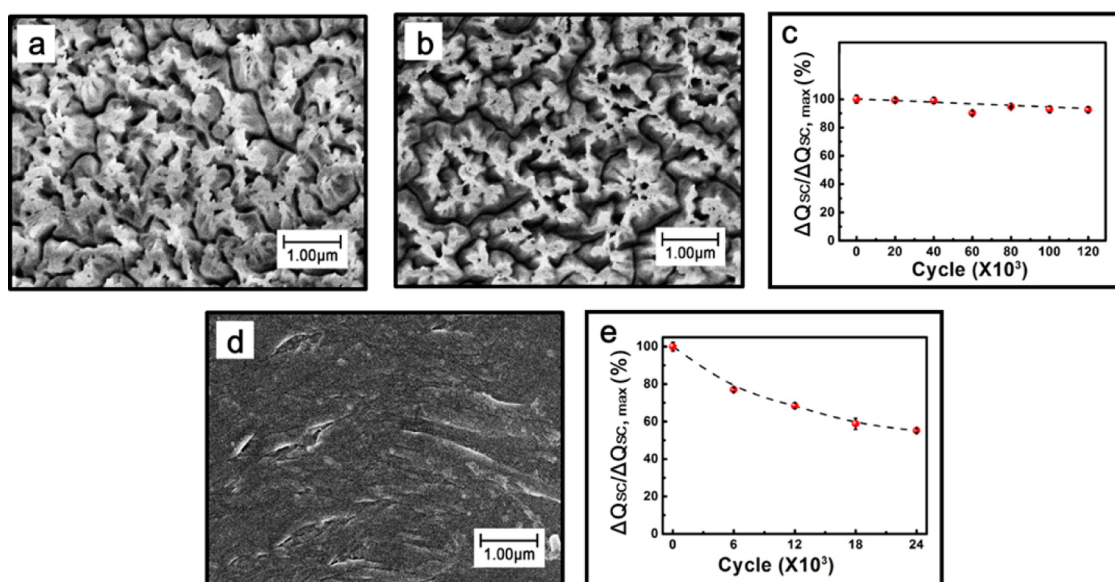 a
1.00μm
b
1.00μm
c
ΔQsc/ΔQsc, max (%)
100
80
60
40
20
0
0 20 40 60 80 100 120
Cycle (X10³)
d
1.00μm
e
ΔQsc/ΔQsc, max (%)
100
80
60
40
20
0
0 6 12 18 24
Cycle (X10³)